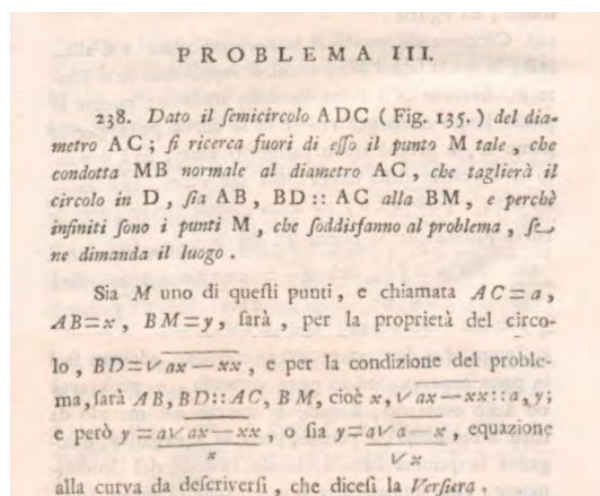 PROBLEMA III.
238. Dato il ſemicircolo ADC (Fig. 135.) del dia-
metro AC; ſi ricerca fuori di eſſo il punto M tale, che
condotta MB normale al diametro AC, che taglierà il
circolo in D, ſia AB, BD :: AC alla BM, e perchè
infiniti ſono i punti M, che ſoddisfanno al problema, ſe
ne dimanda il luogo.
Sia M uno di queſti punti, e chiamata AC=a,
AB=x, BM=y, ſarà, per la proprietà del circo-
lo, BD=√ax—xx, e per la condizione del proble-
ma, ſarà AB, BD :: AC, BM, cioè x, √ax—xx :: a, y;
e però y=a√ax—xx, o ſia y=a√a—x, equazione
x √x
alla curva da deſcriverſi, che diceſi la Verſiera.